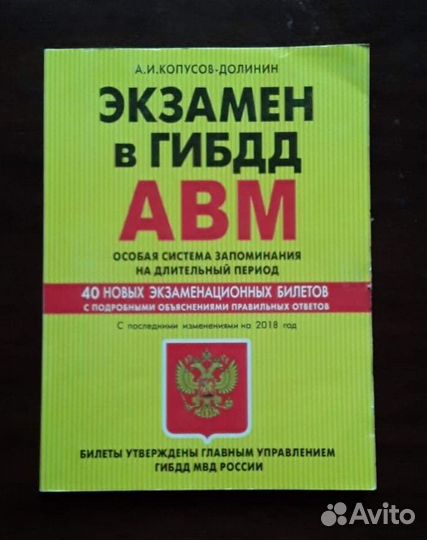 А.И.КОПУСОВ-ДОЛИНИН
ЭКЗАМЕН
в ГИБДД
АВМ
ОСОБАЯ СИСТЕМА ЗАПОМИНАНИЯ
НА ДЛИТЕЛЬНЫЙ ПЕРИОД
40 НОВЫХ ЭКЗАМЕНАЦИОННЫХ БИЛЕТОВ
С ПОДРОБНЫМИ ОБЪЯСНЕНИЯМИ ПРАВИЛЬНЫХ ОТВЕТОВ
С последними изменениями на 2018 год
БИЛЕТЫ УТВЕРЖДЕНЫ ГЛАВНЫМ УПРАВЛЕНИЕМ
ГИБДД МВД РОССИИ
Avito